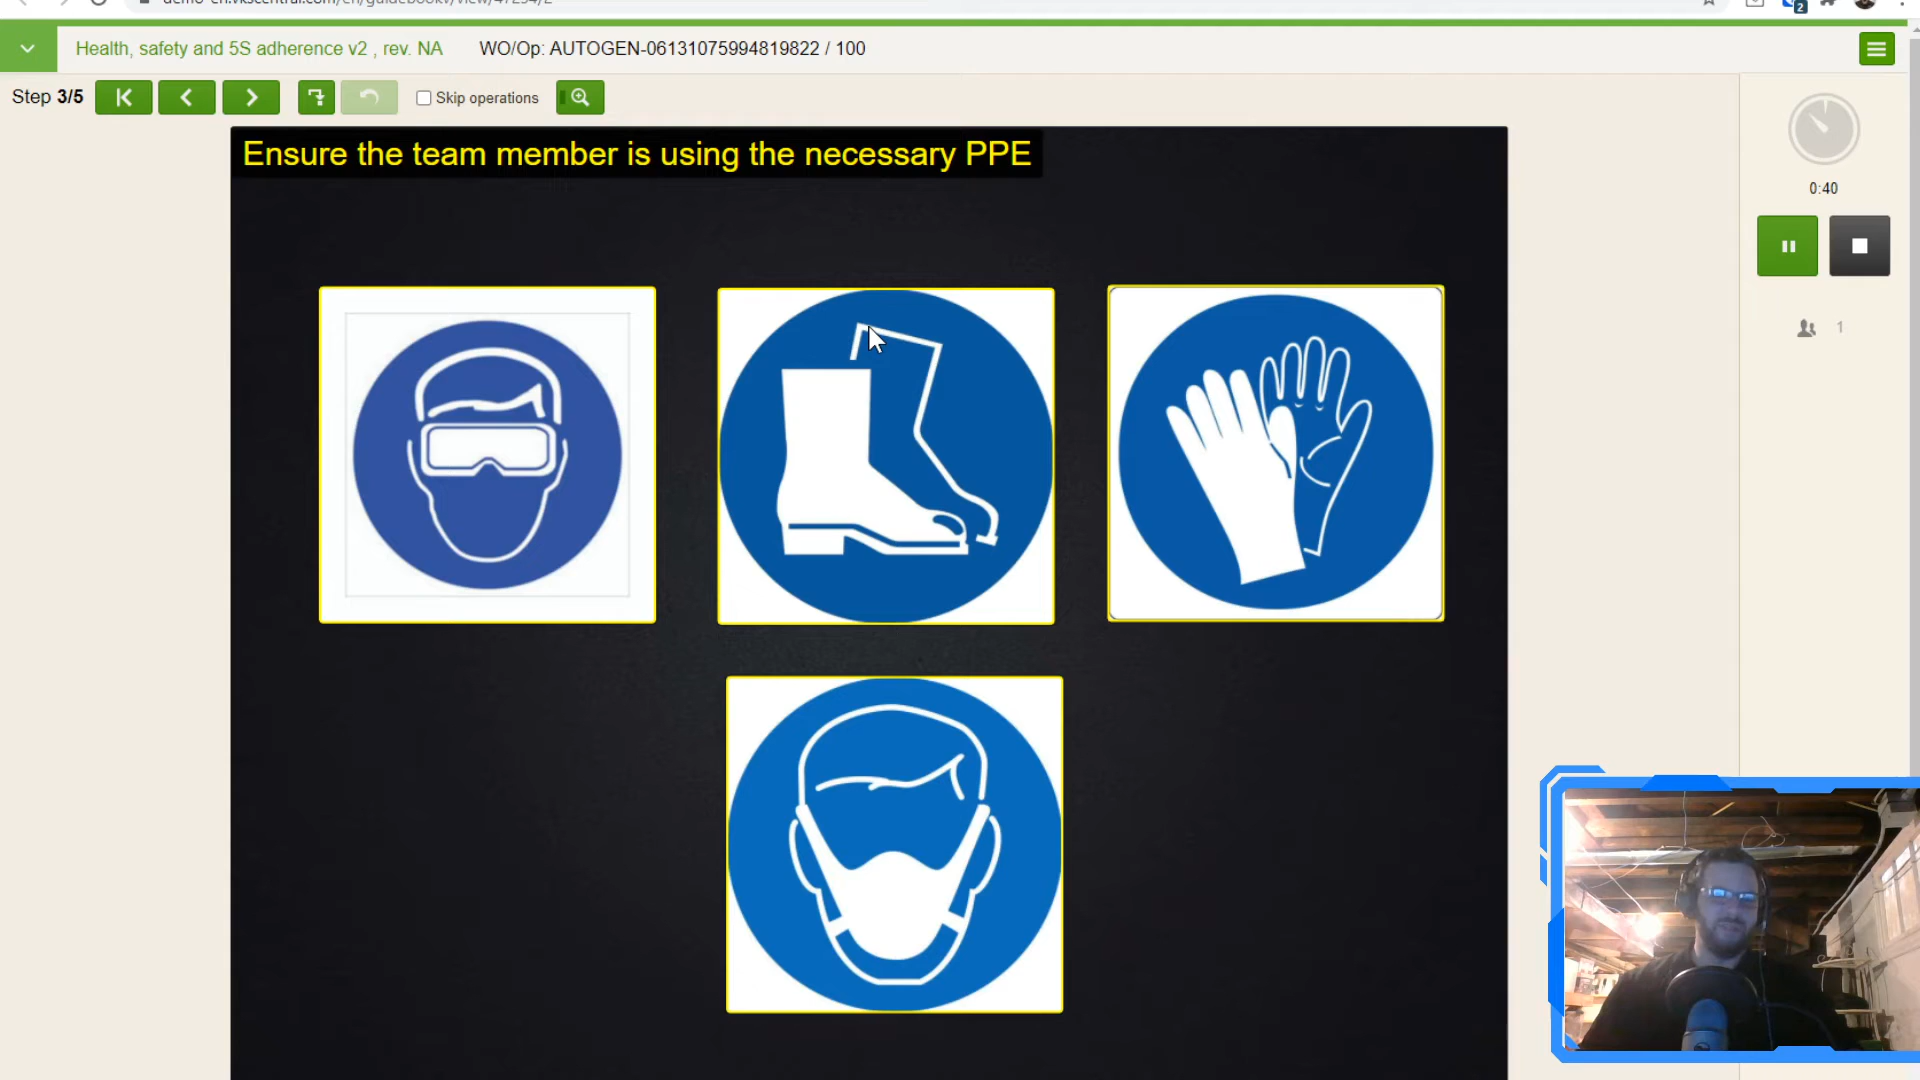 Health, safety and 5S adherence v2 , rev. NA
WO/Op: AUTOGEN-06131075994819822 / 100
Step 3/5
Skip operations
Ensure the team member is using the necessary PPE
0:40
1
2